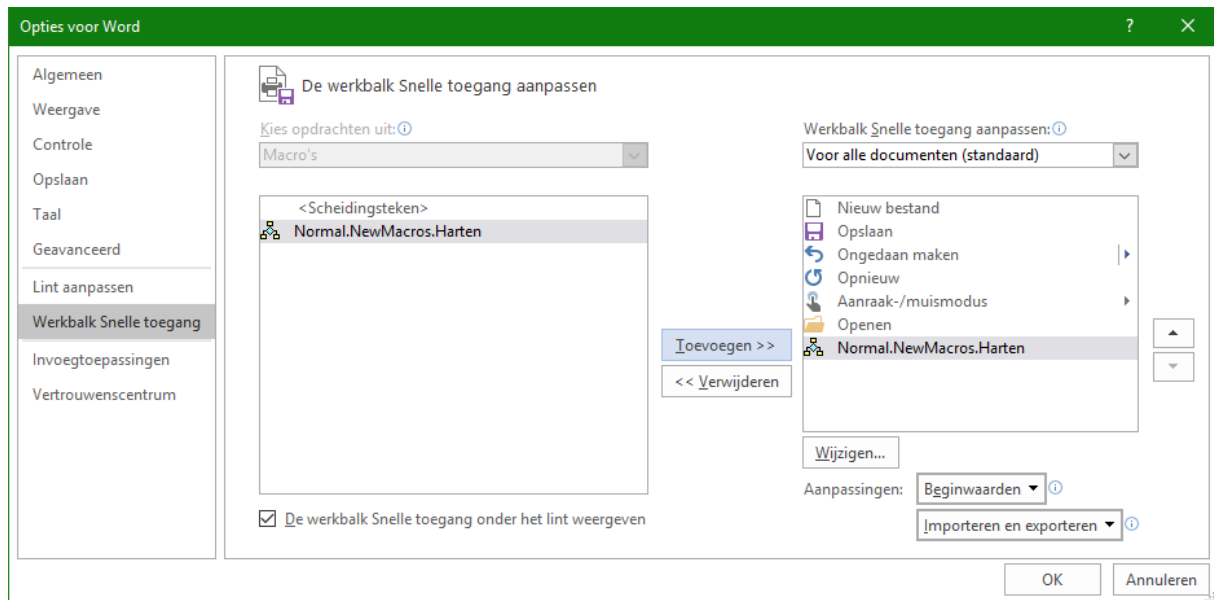 Opties voor Word
?
Algemeen
Weergave
Controle
Opslaan
Taal
Geavanceerd
Lint aanpassen
Werkbalk Snelle toegang
Invoegtoepassingen
Vertrouwenscentrum
De werkbalk Snelle toegang aanpassen
Kies opdrachten uit:
Macro's
<Scheidingsteken>
Normal.NewMacros.Harten
De werkbalk Snelle toegang onder het lint weergeven
Toevoegen >>
<< Verwijderen
Werkbalk Snelle toegang aanpassen:
Voor alle documenten (standaard)
Nieuw bestand
Opslaan
Ongedaan maken
Opnieuw
Aanraak-/muismodus
Openen
Normal.NewMacros.Harten
Wijzigen...
Aanpassingen: Beginwaarden
Importeren en exporteren
OK Annuleren